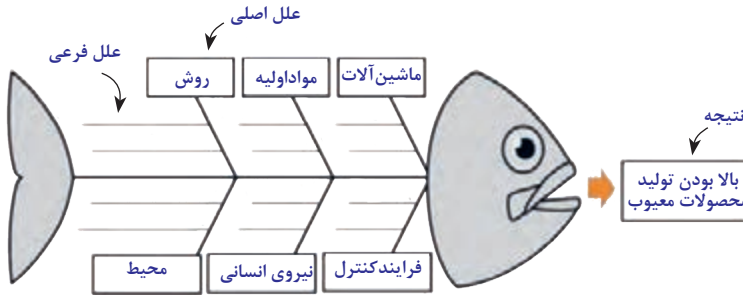 علل اصلی
علل فرعی
روش
مواداولیه
ماشین‌آلات
نتیجه
بالا بودن تولید
محصولات معیوب
محیط
نیروی انسانی
فرایندکنترل